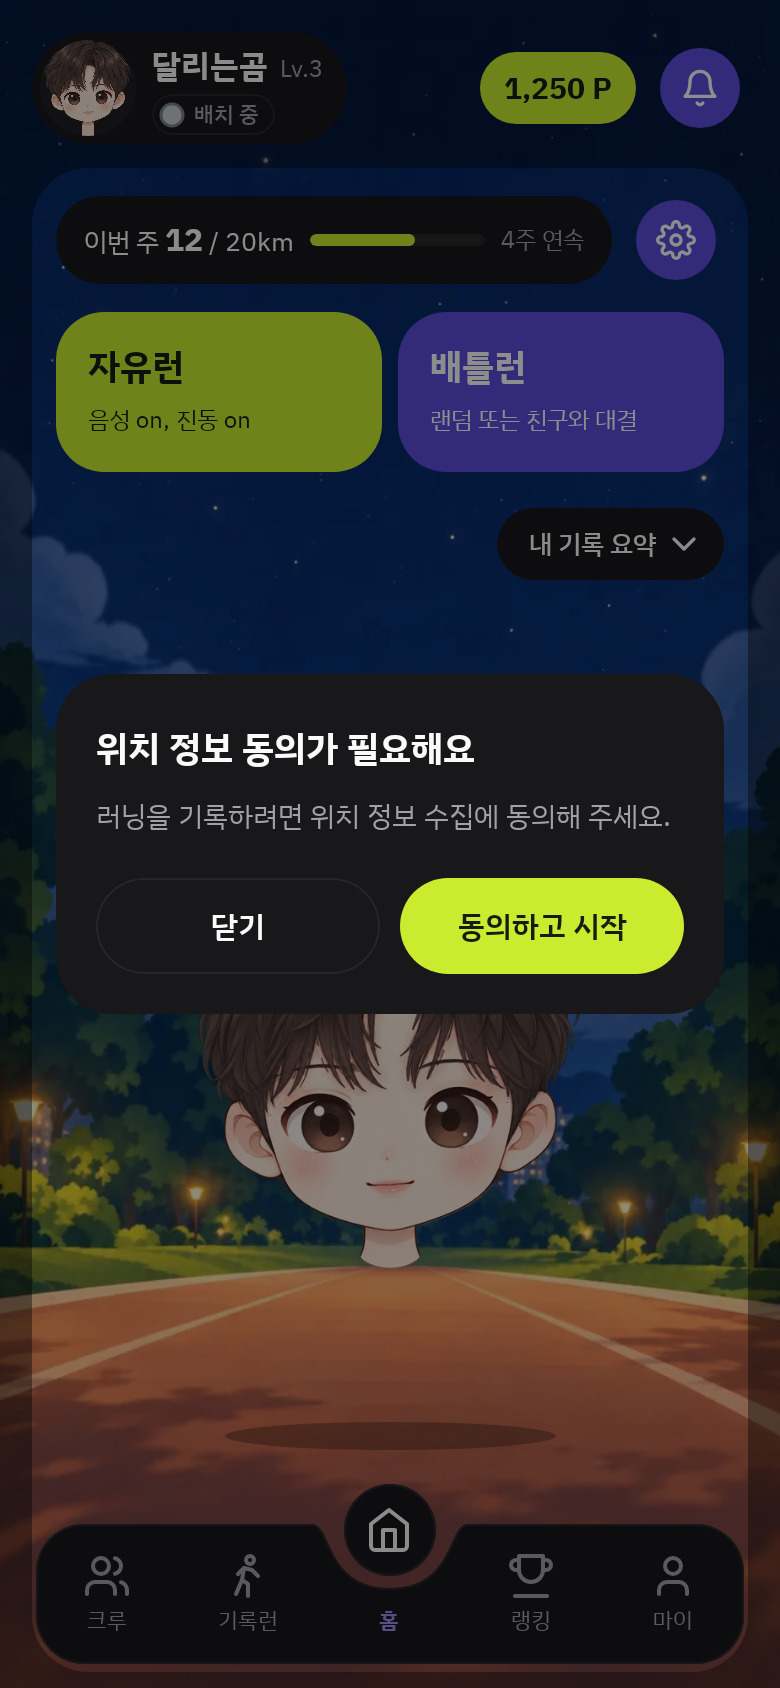 달리는곰 Lv.3
배치 중
1,250 P
이번 주 12 / 20km
4주 연속
자유런
음성 on, 진동 on
배틀런
랜덤 또는 친구와 대결
내 기록 요약
위치 정보 동의가 필요해요
러닝을 기록하려면 위치 정보 수집에 동의해 주세요.
닫기
동의하고 시작
크루
기록런
홈
랭킹
마이